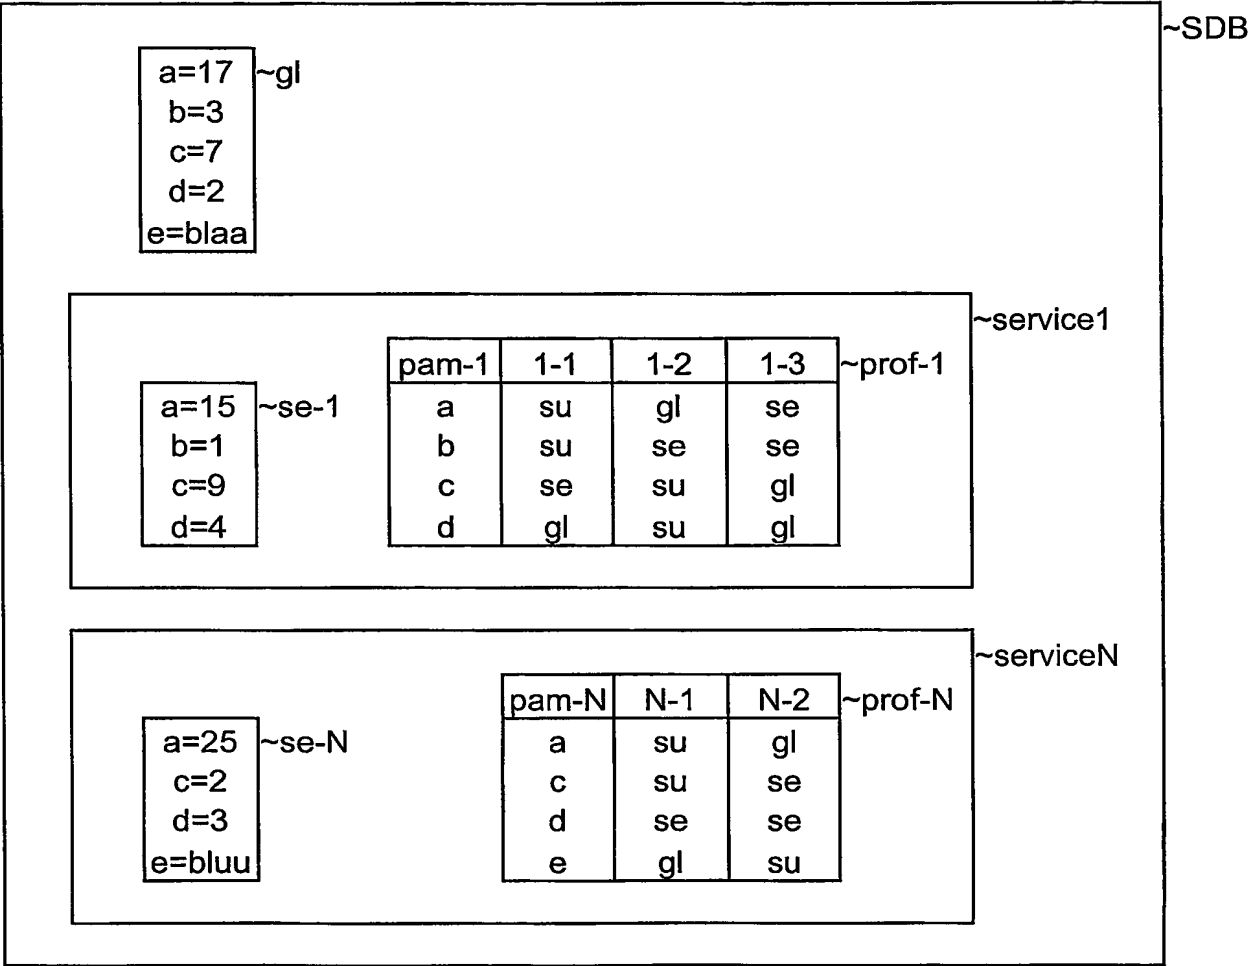 ~SDB
a=17 ~gl
b=3
c=7
d=2
e=blaa
~service1
pam-1 1-1 1-2 1-3 ~prof-1
a=15 ~se-1 a su gl se
b=1 b su se se
c=9 c se su gl
d=4 d gl su gl
~serviceN
pam-N N-1 N-2 ~prof-N
a=25 ~se-N a su gl
c=2 c su se
d=3 d se se
e=bluu e gl su